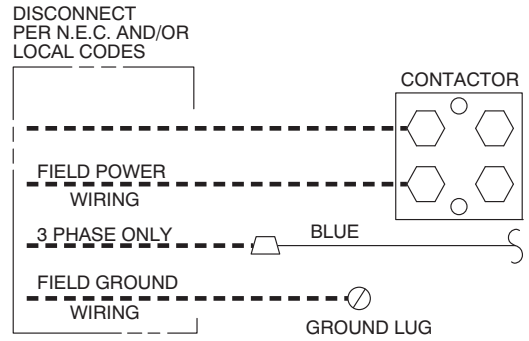 DISCONNECT
PER N.E.C. AND/OR
LOCAL CODES
CONTACTOR
FIELD POWER
WIRING
3 PHASE ONLY
BLUE
FIELD GROUND
WIRING
GROUND LUG